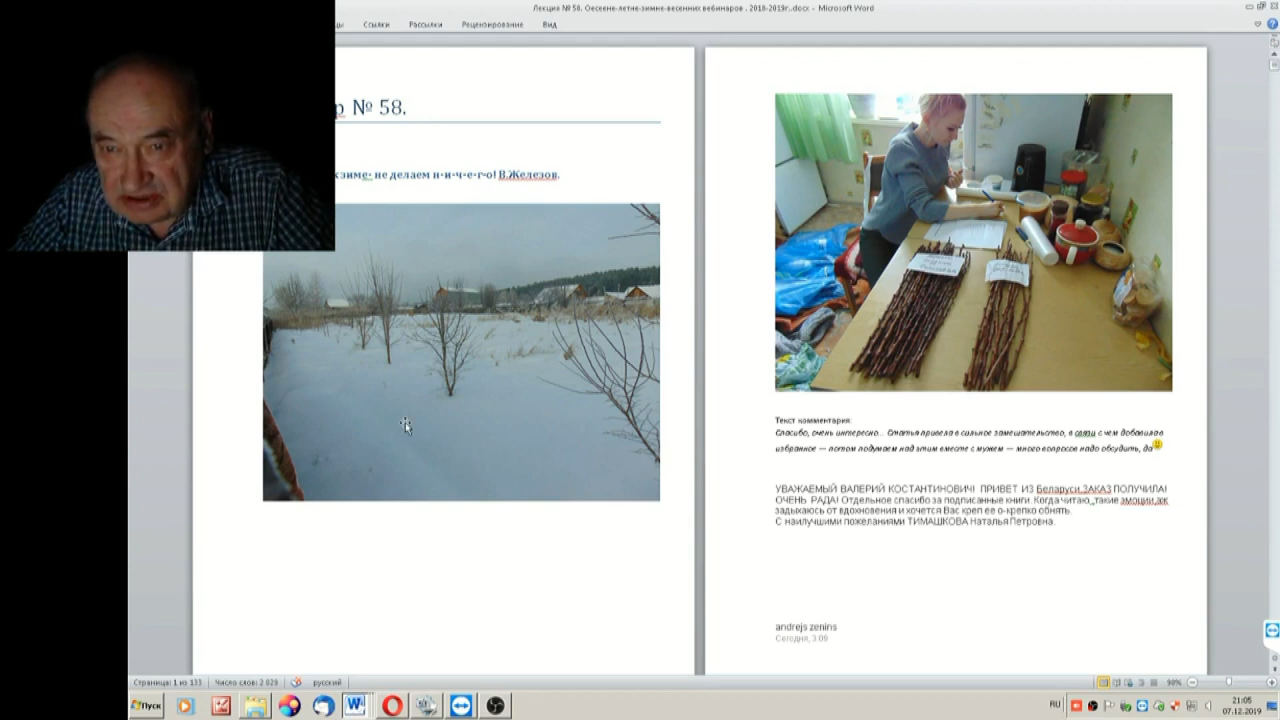 Лекция № 58. Осеене-летне-зимне-весенних вебинаров . 2018-2019г..docx - Microsoft Word
Ссылки
Рассылки
Рецензирование
Вид
р № 58.
к зиме- не делаем н-и-ч-е-г-о! В.Железов.
Текст комментария:
Спасибо, очень интересно... Статья привела в сильное замешательство, в связи с чем добавила в
избранное — потом подумаем над этим вместе с мужем — много вопросов надо обсудить, да
УВАЖАЕМЫЙ ВАЛЕРИЙ КОСТАНТИНОВИЧ! ПРИВЕТ ИЗ Беларуси,ЗАКАЗ ПОЛУЧИЛА!
ОЧЕНЬ РАДА! Отдельное спасибо за подписанные книги. Когда читаю,,такие эмоции,аж
задыхаюсь от вдохновения и хочется Вас креп ее о-крепко обнять.
С наилучшими пожеланиями ТИМАШКОВА Наталья Петровна.
andrejs zenins
Сегодня, 3:09
Страница: 1 из 133
Число слов: 2 029
русский
90%
Пуск
RU
21:05
07.12.2019